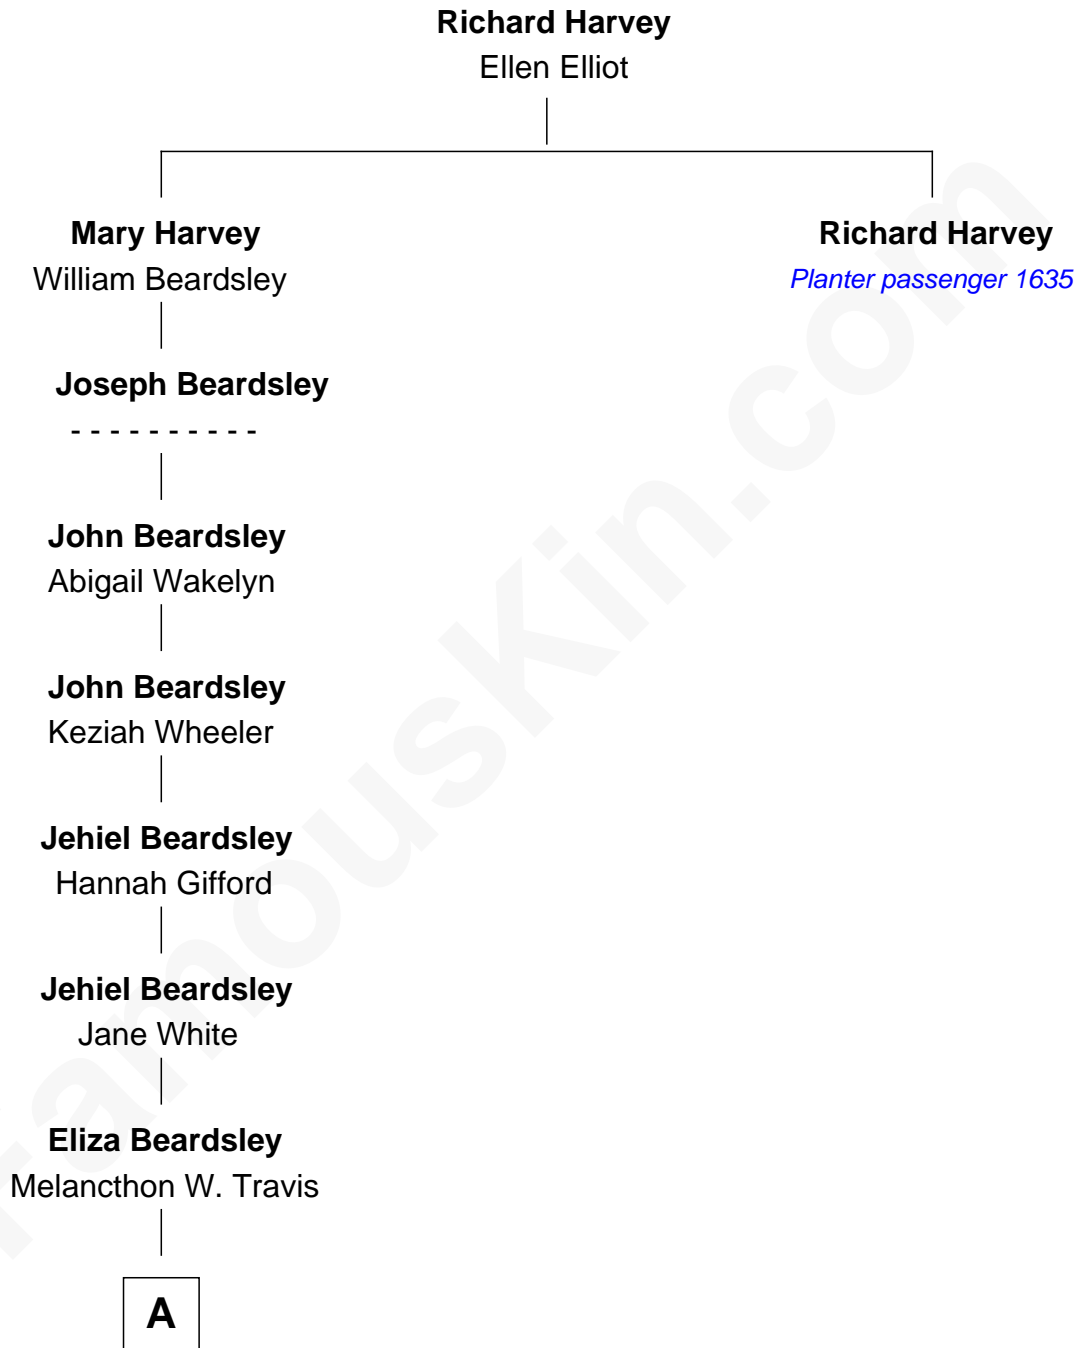 Richard Harvey
Ellen Elliot
Mary Harvey
William Beardsley
Richard Harvey
Planter passenger 1635
Joseph Beardsley
- - - - - - - - - -
John Beardsley
Abigail Wakelyn
John Beardsley
Keziah Wheeler
Jehiel Beardsley
Hannah Gifford
Jehiel Beardsley
Jane White
Eliza Beardsley
Melancthon W. Travis
A
FamousKin.com